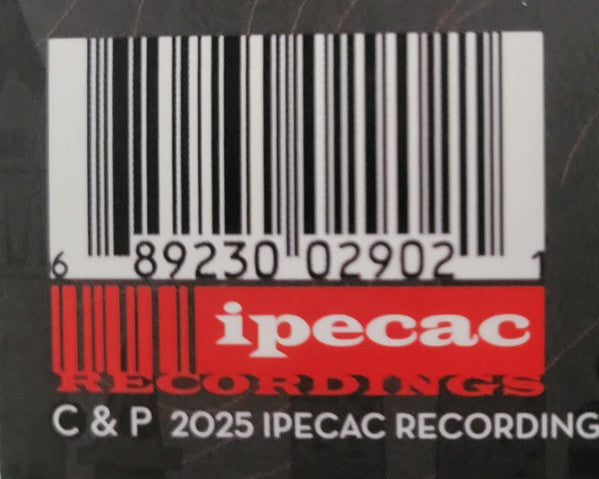 6 89230 02902 1
ipecac
RECORDINGS
C & P 2025 IPECAC RECORDING